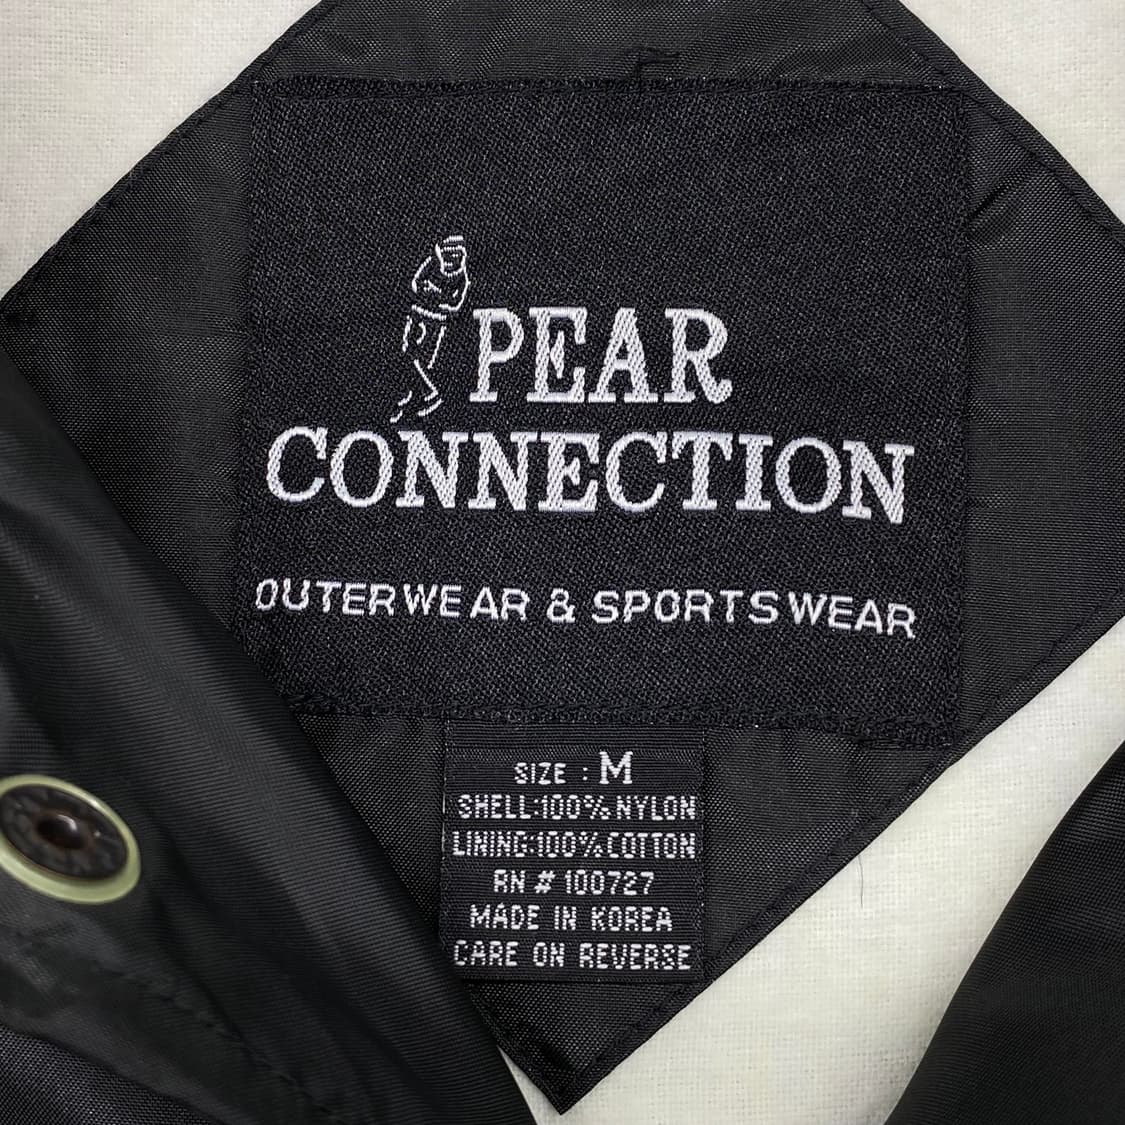 PEAR
CONNECTION
OUTERWEAR & SPORTSWEAR
SIZE : M
SHELL:100% NYLON
LINING:100% COTTON
RN # 100727
MADE IN KOREA
CARE ON REVERSE